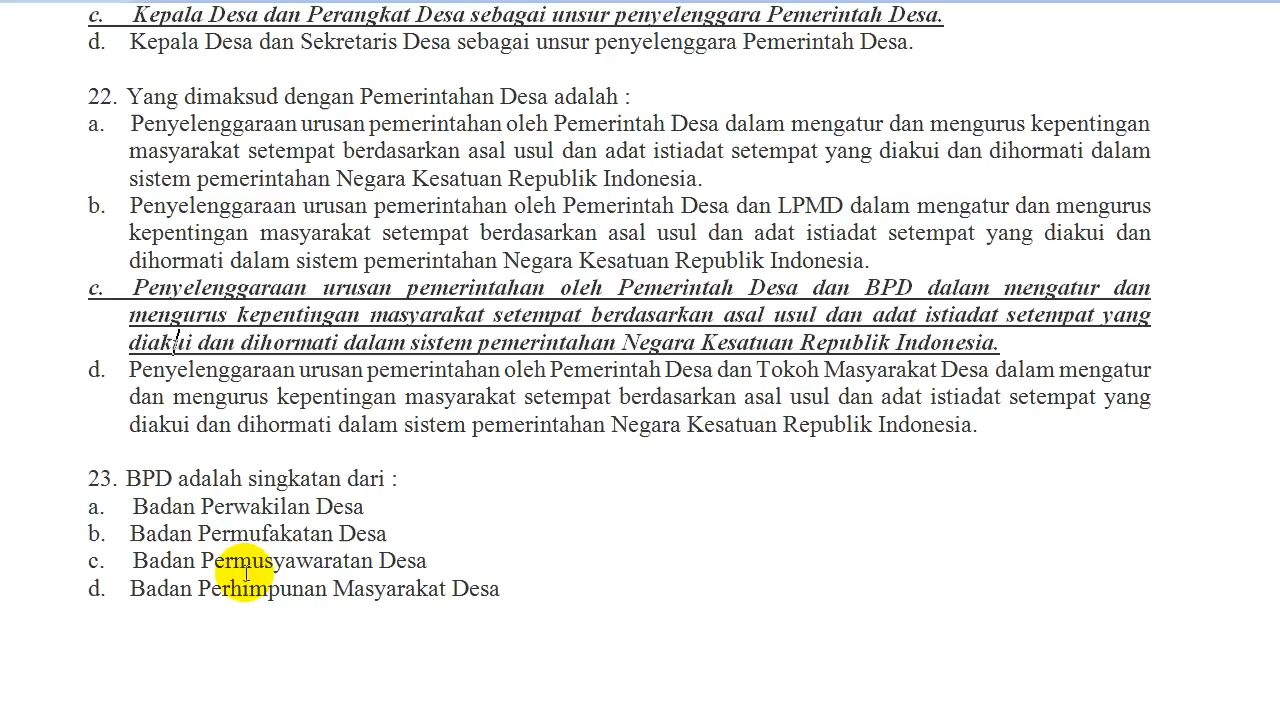 c. Kepala Desa dan Perangkat Desa sebagai unsur penyelenggara Pemerintah Desa.
d. Kepala Desa dan Sekretaris Desa sebagai unsur penyelenggara Pemerintah Desa.
22. Yang dimaksud dengan Pemerintahan Desa adalah :
a. Penyelenggaraan urusan pemerintahan oleh Pemerintah Desa dalam mengatur dan mengurus kepentingan
masyarakat setempat berdasarkan asal usul dan adat istiadat setempat yang diakui dan dihormati dalam
sistem pemerintahan Negara Kesatuan Republik Indonesia.
b. Penyelenggaraan urusan pemerintahan oleh Pemerintah Desa dan LPMD dalam mengatur dan mengurus
kepentingan masyarakat setempat berdasarkan asal usul dan adat istiadat setempat yang diakui dan
dihormati dalam sistem pemerintahan Negara Kesatuan Republik Indonesia.
c. Penyelenggaraan urusan pemerintahan oleh Pemerintah Desa dan BPD dalam mengatur dan
mengurus kepentingan masyarakat setempat berdasarkan asal usul dan adat istiadat setempat yang
diakui dan dihormati dalam sistem pemerintahan Negara Kesatuan Republik Indonesia.
d. Penyelenggaraan urusan pemerintahan oleh Pemerintah Desa dan Tokoh Masyarakat Desa dalam mengatur
dan mengurus kepentingan masyarakat setempat berdasarkan asal usul dan adat istiadat setempat yang
diakui dan dihormati dalam sistem pemerintahan Negara Kesatuan Republik Indonesia.
23. BPD adalah singkatan dari :
a. Badan Perwakilan Desa
b. Badan Permufakatan Desa
c. Badan Permusyawaratan Desa
d. Badan Perhimpunan Masyarakat Desa